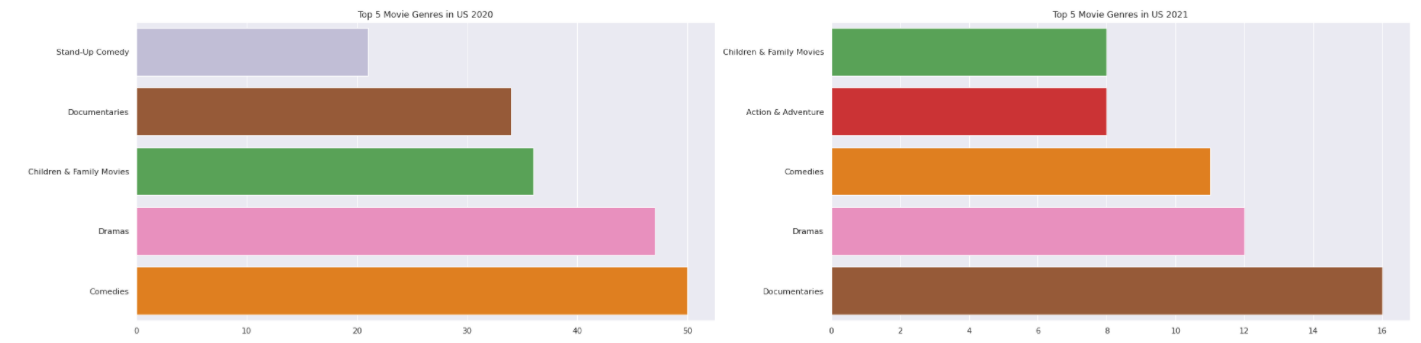 Top 5 Movie Genres in US 2020
Stand-Up Comedy
Documentaries
Children & Family Movies
Dramas
Comedies
0 10 20 30 40 50
Top 5 Movie Genres in US 2021
Children & Family Movies
Action & Adventure
Comedies
Dramas
Documentaries
0 2 4 6 8 10 12 14 16